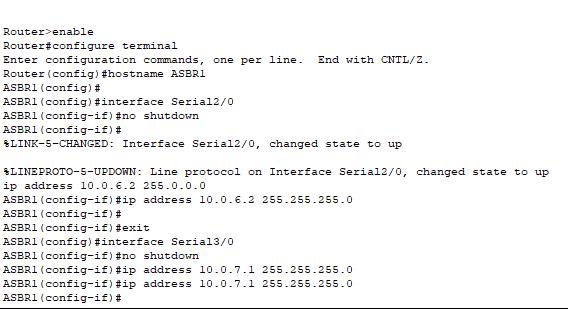 Router>enable
Router#configure terminal
Enter configuration commands, one per line.  End with CNTL/Z.
Router(config)#hostname ASBR1
ASBR1(config)#
ASBR1(config)#interface Serial2/0
ASBR1(config-if)#no shutdown
ASBR1(config-if)#
%LINK-5-CHANGED: Interface Serial2/0, changed state to up
%LINEPROTO-5-UPDOWN: Line protocol on Interface Serial2/0, changed state to up
ip address 10.0.6.2 255.0.0.0
ASBR1(config-if)#ip address 10.0.6.2 255.255.255.0
ASBR1(config-if)#
ASBR1(config-if)#exit
ASBR1(config)#interface Serial3/0
ASBR1(config-if)#no shutdown
ASBR1(config-if)#ip address 10.0.7.1 255.255.255.0
ASBR1(config-if)#ip address 10.0.7.1 255.255.255.0
ASBR1(config-if)#